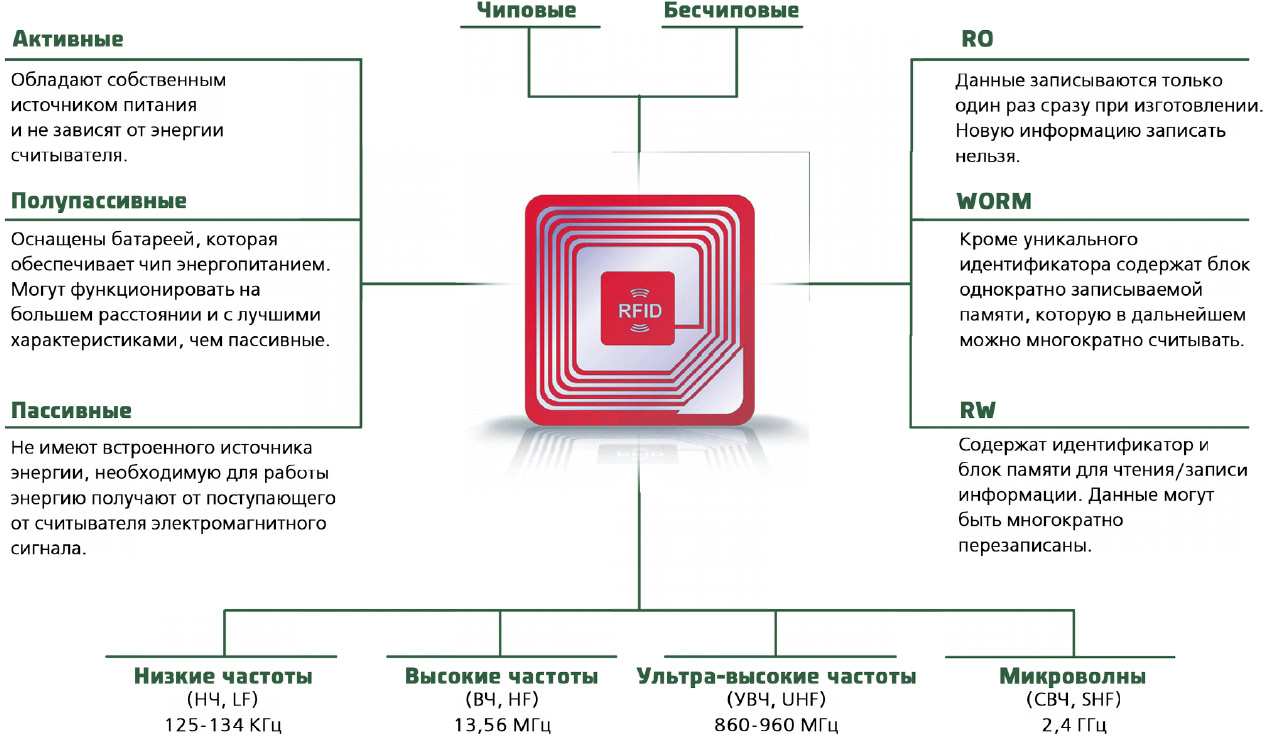 Чиповые
Бесчиповые
Активные
Обладают собственным
источником питания
и не зависят от энергии
считывателя.
Полупассивные
Оснащены батареей, которая
обеспечивает чип энергопитанием.
Могут функционировать на
большем расстоянии и с лучшими
характеристиками, чем пассивные.
Пассивные
Не имеют встроенного источника
энергии, необходимую для работы
энергию получают от поступающего
от считывателя электромагнитного
сигнала.
RFID
RO
Данные записываются только
один раз сразу при изготовлении.
Новую информацию записать
нельзя.
WORM
Кроме уникального
идентификатора содержат блок
однократно записываемой
памяти, которую в дальнейшем
можно многократно считывать.
RW
Содержат идентификатор и
блок памяти для чтения/записи
информации. Данные могут
быть многократно
перезаписаны.
Низкие частоты
(НЧ, LF)
125-134 КГц
Высокие частоты
(ВЧ, HF)
13,56 МГц
Ультра-высокие частоты
(УВЧ, UHF)
860-960 МГц
Микроволны
(СВЧ, SHF)
2,4 ГГц